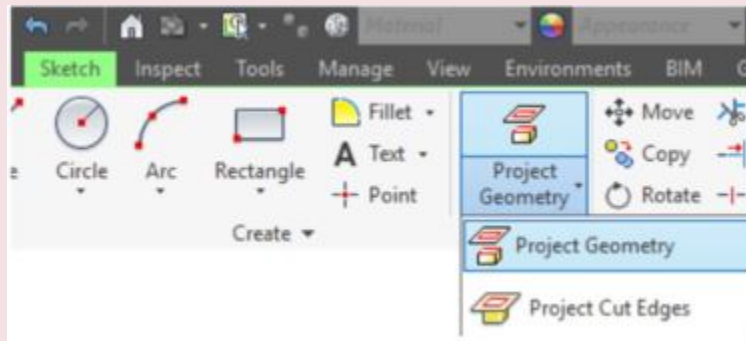 Material Appearance
Sketch Inspect Tools Manage View Environments BIM
Fillet
Circle Arc Rectangle Text Project Geometry Move Copy
Point Rotate
Create
Project Geometry
Project Cut Edges